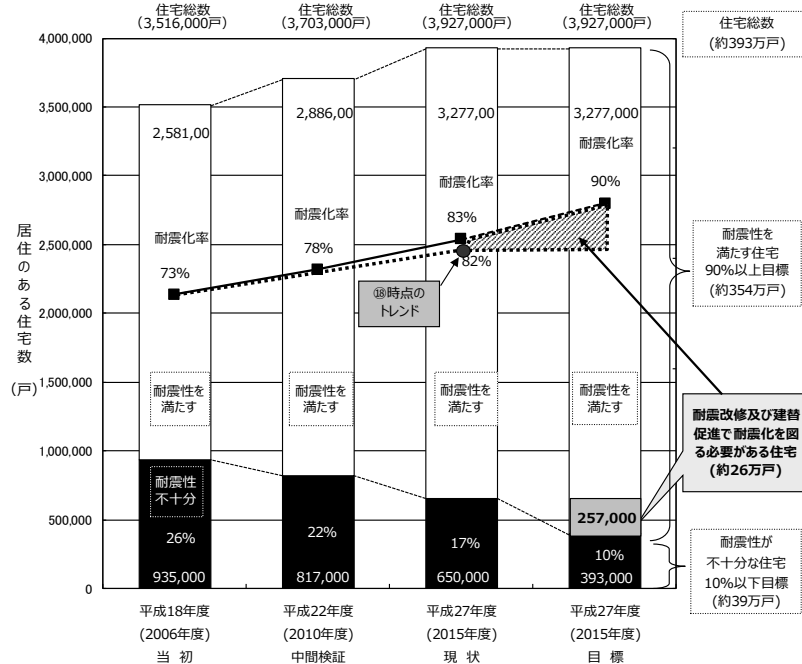 住宅総数
(3,516,000戸)
住宅総数
(3,703,000戸)
住宅総数
(3,927,000戸)
住宅総数
(3,927,000戸)
住宅総数
(約393万戸)
4,000,000
3,500,000
3,000,000
2,500,000
2,000,000
1,500,000
1,000,000
500,000
0
居住のある住宅数
(戸)
2,581,00
2,886,00
3,277,00
3,277,000
耐震化率
73%
耐震化率
78%
耐震化率
83%
82%
耐震化率
90%
⑱時点の
トレンド
耐震性を
満たす
耐震性を
満たす
耐震性を
満たす
耐震性を
満たす
耐震性
不十分
26%
935,000
22%
817,000
17%
650,000
257,000
10%
393,000
耐震性を
満たす住宅
90%以上目標
(約354万戸)
耐震改修及び建替
促進で耐震化を図
る必要がある住宅
(約26万戸)
耐震性が
不十分な住宅
10%以下目標
(約39万戸)
平成18年度
(2006年度)
当 初
平成22年度
(2010年度)
中間検証
平成27年度
(2015年度)
現 状
平成27年度
(2015年度)
目 標